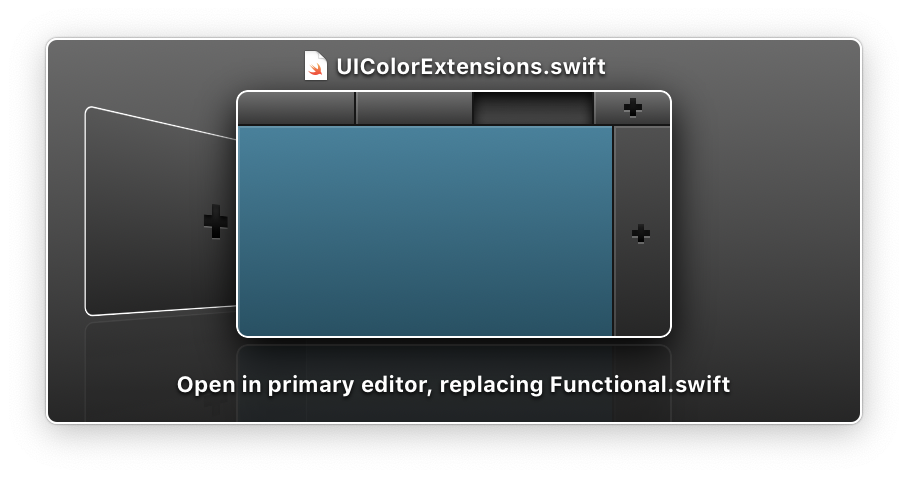 UIColorExtensions.swift
Open in primary editor, replacing Functional.swift